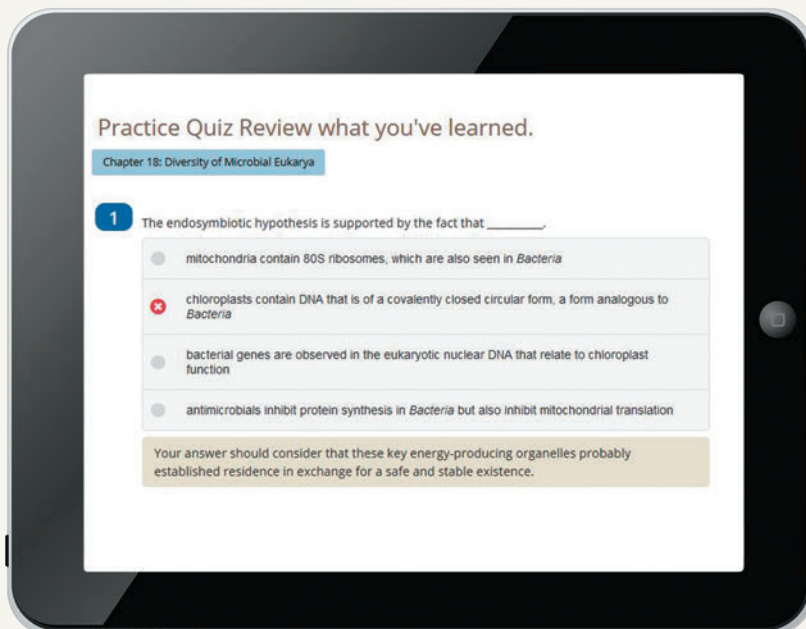 Practice Quiz Review what you've learned.
Chapter 18: Diversity of Microbial Eukarya
1
The endosymbiotic hypothesis is supported by the fact that _________.
mitochondria contain 80S ribosomes, which are also seen in Bacteria
chloroplasts contain DNA that is of a covalently closed circular form, a form analogous to
Bacteria
bacterial genes are observed in the eukaryotic nuclear DNA that relate to chloroplast
function
antimicrobials inhibit protein synthesis in Bacteria but also inhibit mitochondrial translation
Your answer should consider that these key energy-producing organelles probably
established residence in exchange for a safe and stable existence.